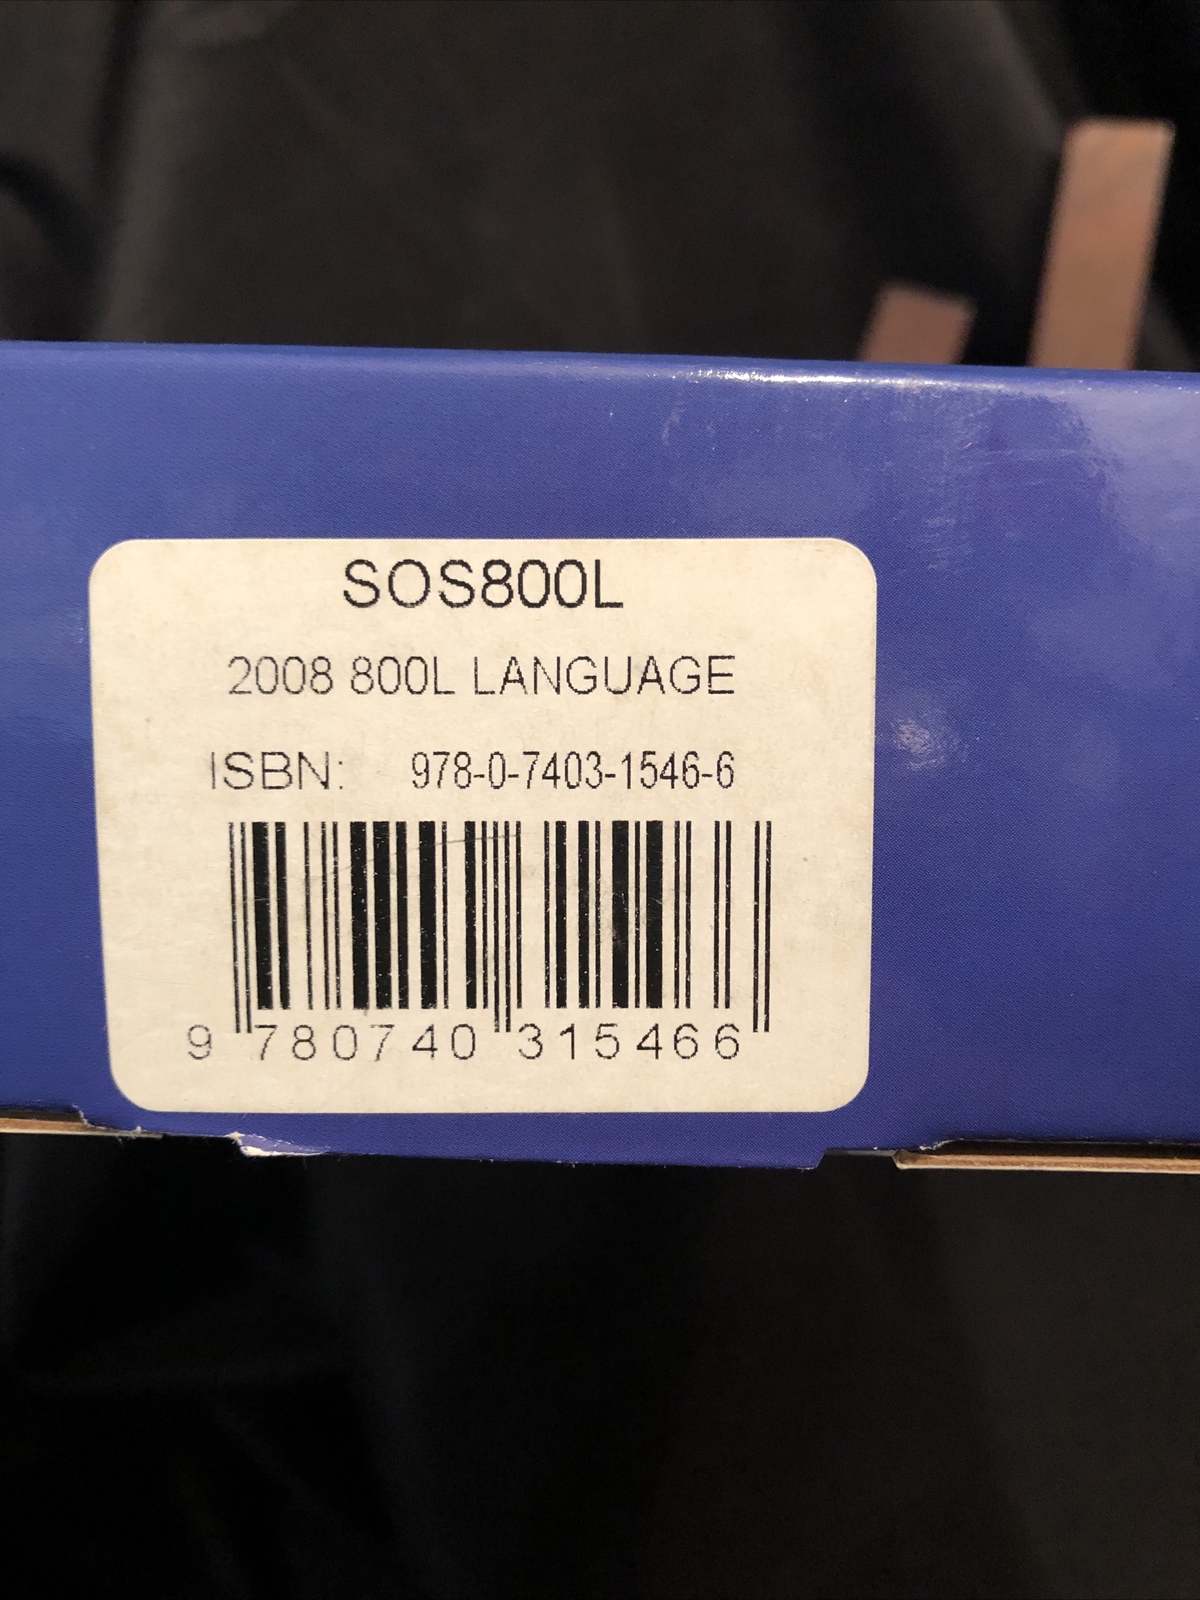 SOS800L
2008 800L LANGUAGE
ISBN: 978-0-7403-1546-6
9 780740 315466